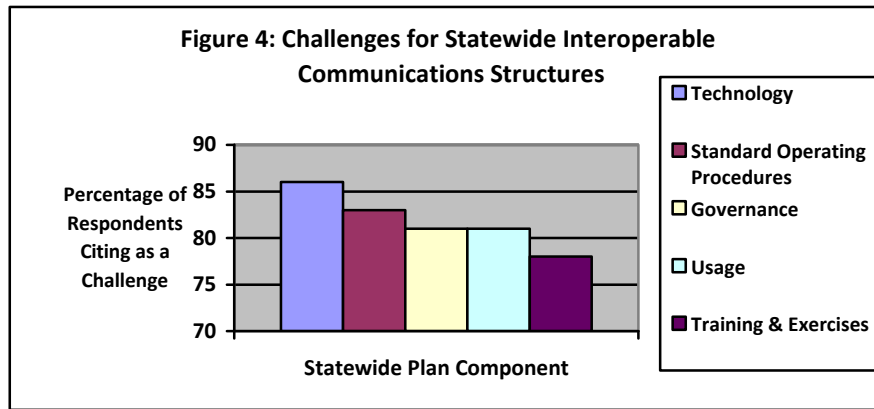 Figure 4: Challenges for Statewide Interoperable
Communications Structures
Percentage of
Respondents
Citing as a
Challenge
90
85
80
75
70
Statewide Plan Component
Technology
Standard Operating
Procedures
Governance
Usage
Training & Exercises